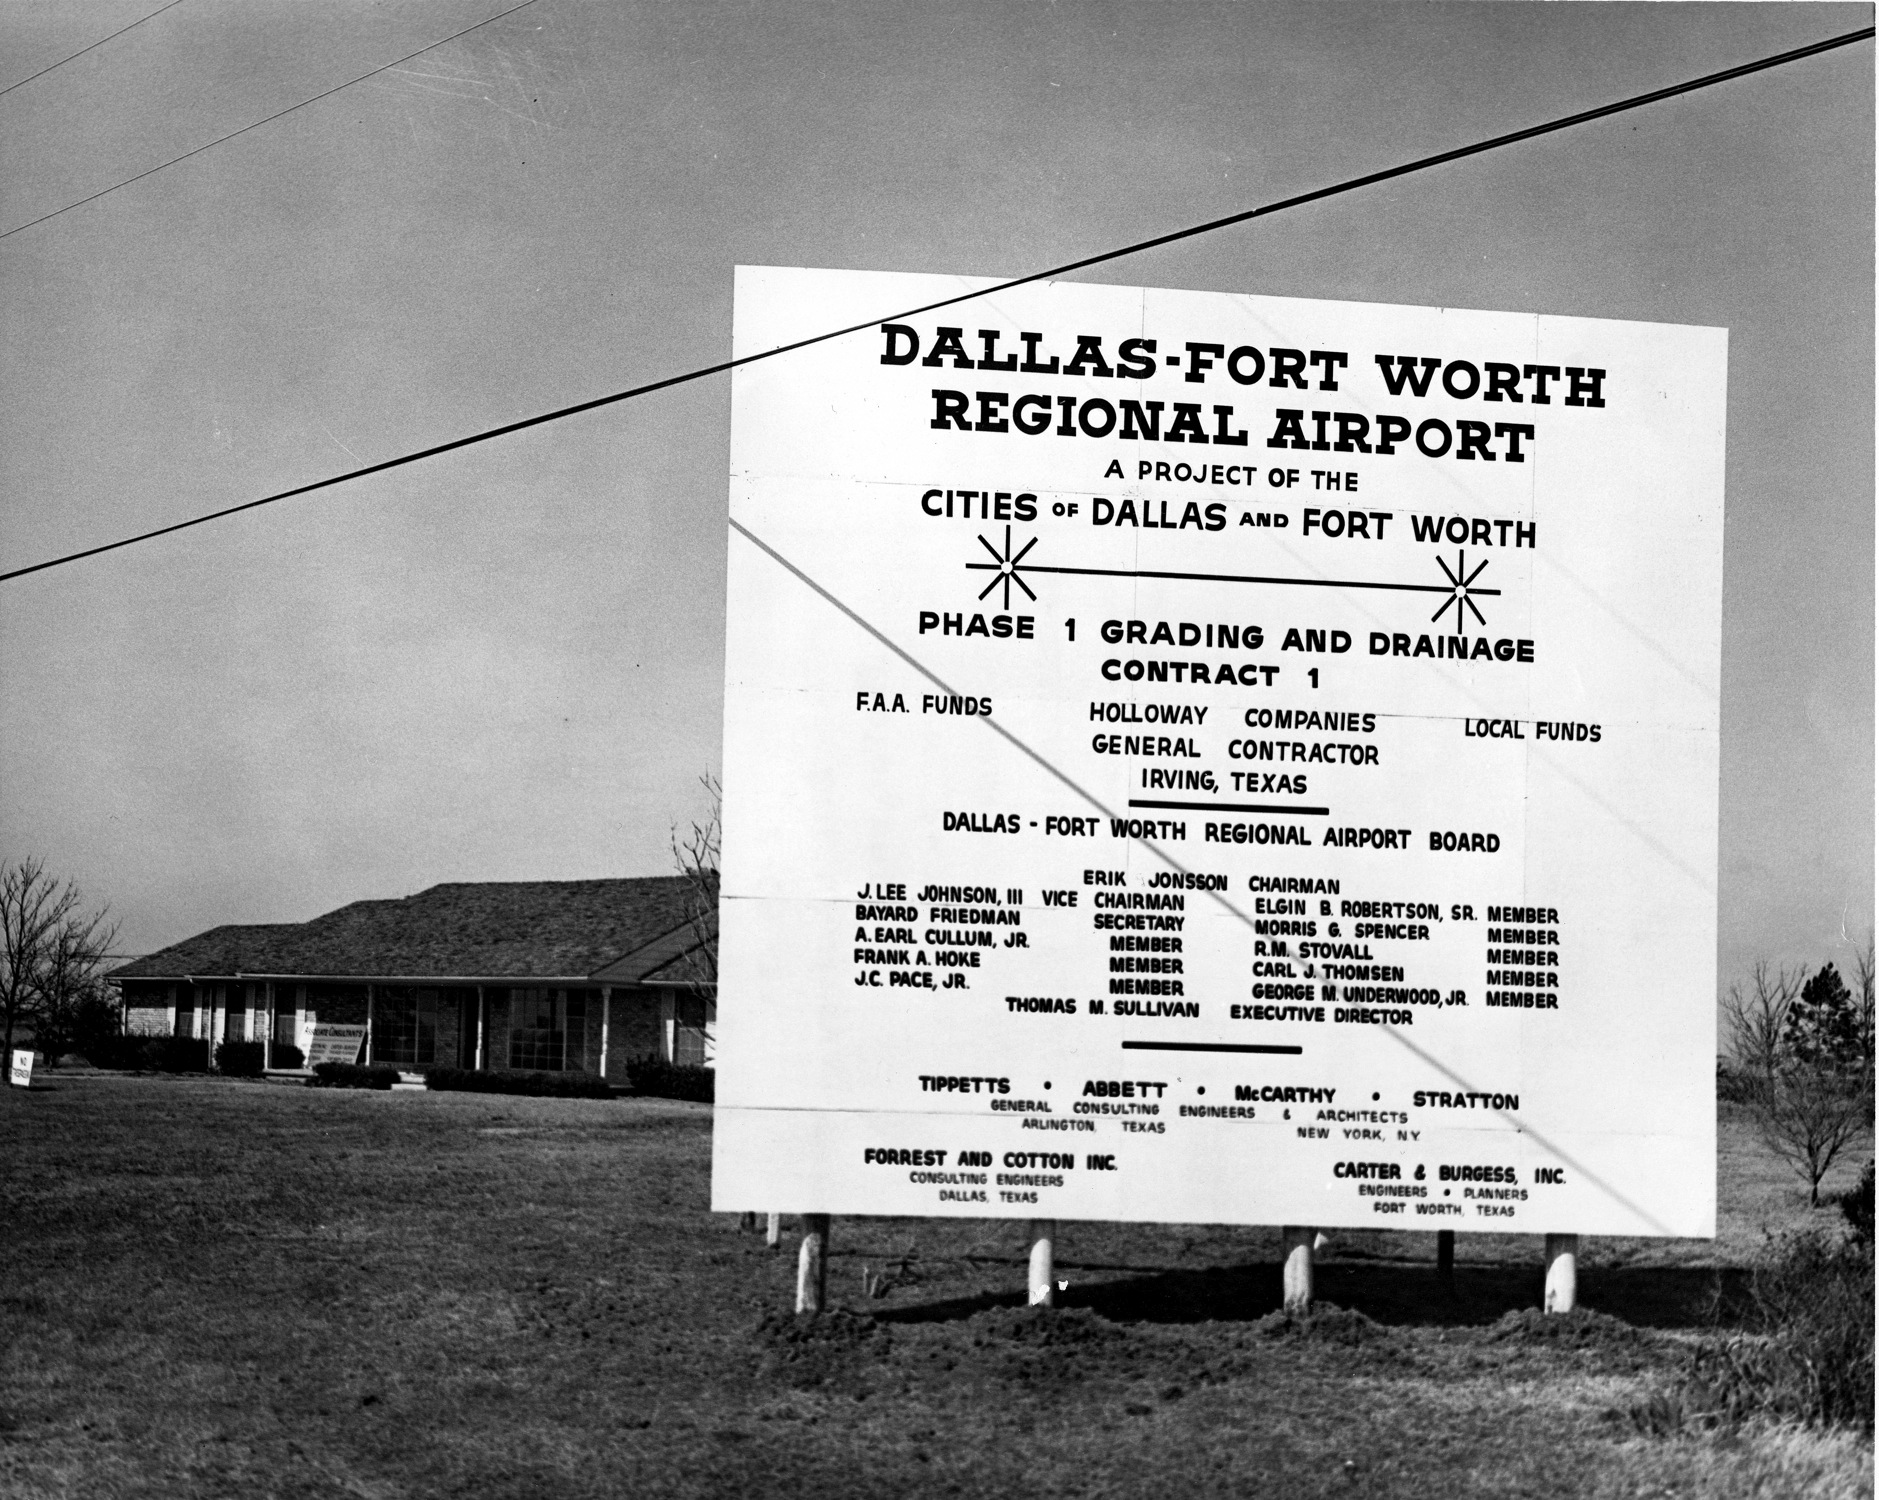 DALLAS-FORT WORTH
REGIONAL AIRPORT
A PROJECT OF THE
CITIES OF DALLAS AND FORT WORTH
PHASE 1 GRADING AND DRAINAGE
CONTRACT 1
F.A.A. FUNDS HOLLOWAY COMPANIES LOCAL FUNDS
GENERAL CONTRACTOR
IRVING, TEXAS
DALLAS - FORT WORTH REGIONAL AIRPORT BOARD
ERIK JONSSON CHAIRMAN
J. LEE JOHNSON, III VICE CHAIRMAN ELGIN B. ROBERTSON, SR. MEMBER
BAYARD FRIEDMAN SECRETARY MORRIS G. SPENCER MEMBER
A. EARL CULLUM, JR. MEMBER R.M. STOVALL MEMBER
FRANK A. HOKE MEMBER CARL J. THOMSEN MEMBER
J.C. PACE, JR. MEMBER GEORGE M. UNDERWOOD, JR. MEMBER
THOMAS M. SULLIVAN EXECUTIVE DIRECTOR
TIPPETTS • ABBETT • McCARTHY • STRATTON
GENERAL CONSULTING ENGINEERS & ARCHITECTS
ARLINGTON, TEXAS NEW YORK, N.Y.
FORREST AND COTTON INC. CARTER & BURGESS, INC.
CONSULTING ENGINEERS ENGINEERS • PLANNERS
DALLAS, TEXAS FORT WORTH, TEXAS
ASSOCIATE CONSULTANTS
NO